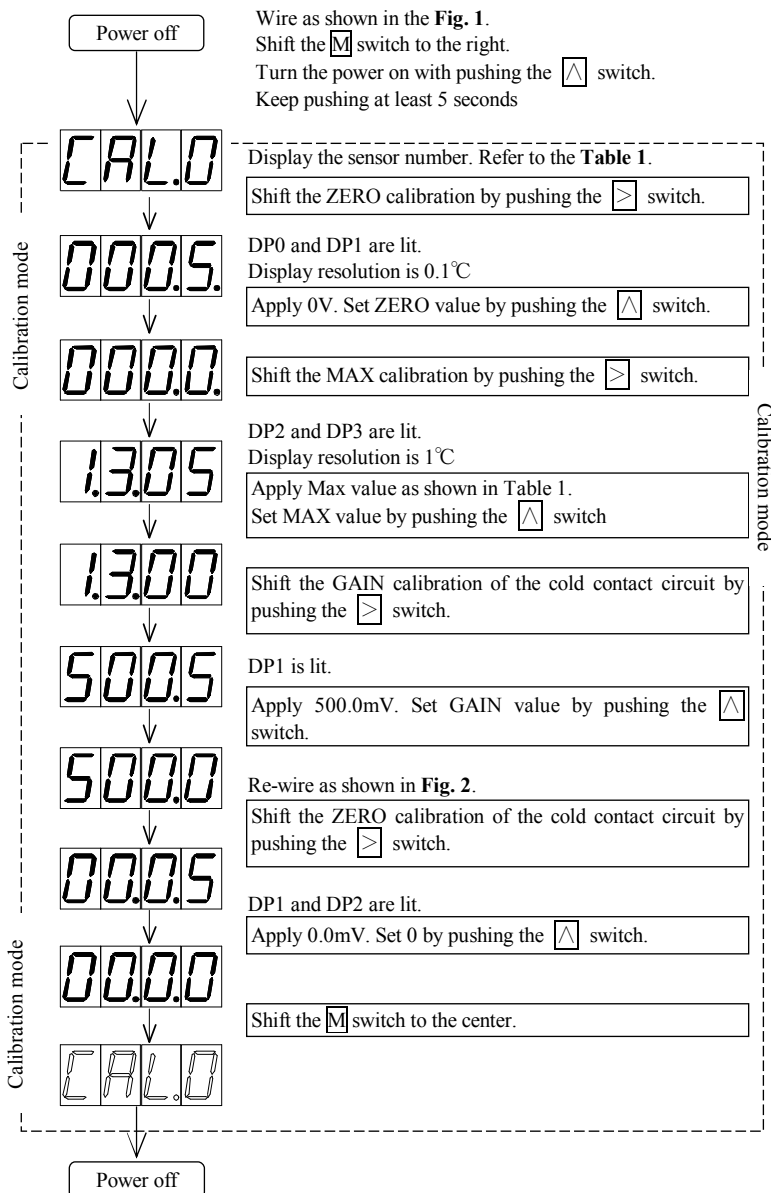 Power off
Wire as shown in the Fig. 1.
Shift the M switch to the right.
Turn the power on with pushing the ∧ switch.
Keep pushing at least 5 seconds
CAL.0
Display the sensor number. Refer to the Table 1.
Shift the ZERO calibration by pushing the > switch.
000.5.
DP0 and DP1 are lit.
Display resolution is 0.1℃
Apply 0V. Set ZERO value by pushing the ∧ switch.
000.0.
Shift the MAX calibration by pushing the > switch.
1.3.05
DP2 and DP3 are lit.
Display resolution is 1℃
Apply Max value as shown in Table 1.
Set MAX value by pushing the ∧ switch
1.3.00
Shift the GAIN calibration of the cold contact circuit by
pushing the > switch.
500.5
DP1 is lit.
Apply 500.0mV. Set GAIN value by pushing the ∧
switch.
500.0
Re-wire as shown in Fig. 2.
Shift the ZERO calibration of the cold contact circuit by
pushing the > switch.
00.0.5
DP1 and DP2 are lit.
Apply 0.0mV. Set 0 by pushing the ∧ switch.
00.0.0
Shift the M switch to the center.
CAL.0
Power off
Calibration mode
Calibration mode
Calibration mode